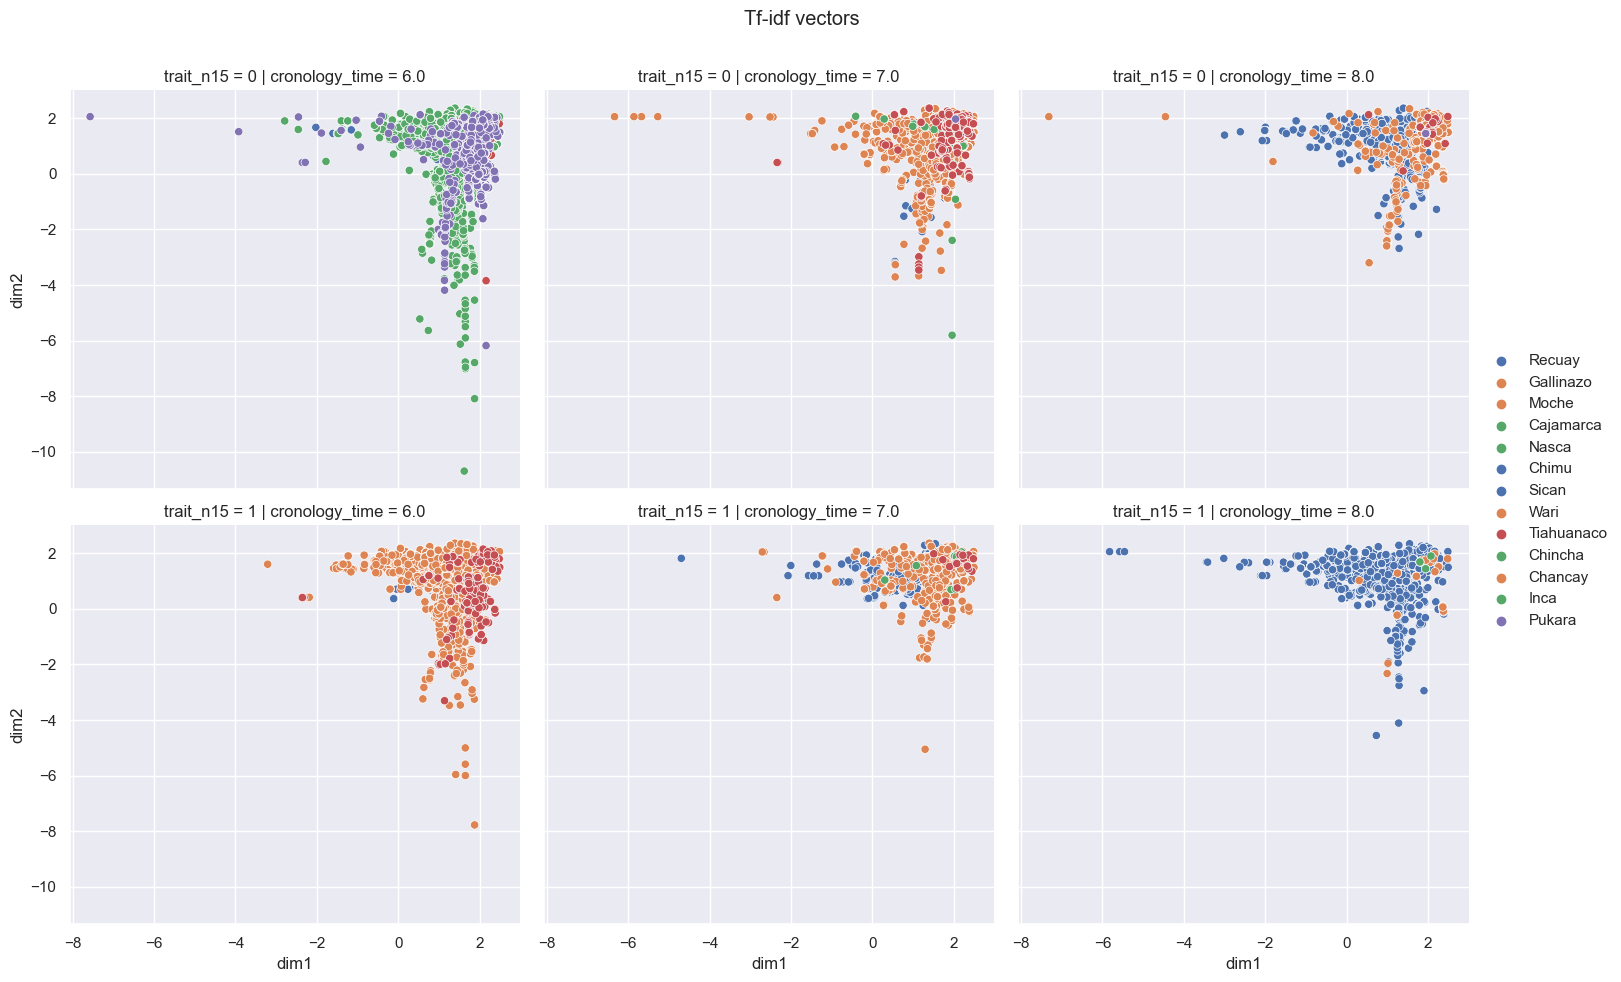 Tf-idf vectors
trait_n15 = 0 | cronology_time = 6.0
trait_n15 = 0 | cronology_time = 7.0
trait_n15 = 0 | cronology_time = 8.0
2
0
−2
−4
−6
−8
−10
dim2
trait_n15 = 1 | cronology_time = 6.0
trait_n15 = 1 | cronology_time = 7.0
trait_n15 = 1 | cronology_time = 8.0
2
0
−2
−4
−6
−8
−10
dim2
−8 −6 −4 −2 0 2
dim1
−8 −6 −4 −2 0 2
dim1
−8 −6 −4 −2 0 2
dim1
Recuay
Gallinazo
Moche
Cajamarca
Nasca
Chimu
Sican
Wari
Tiahuanaco
Chincha
Chancay
Inca
Pukara